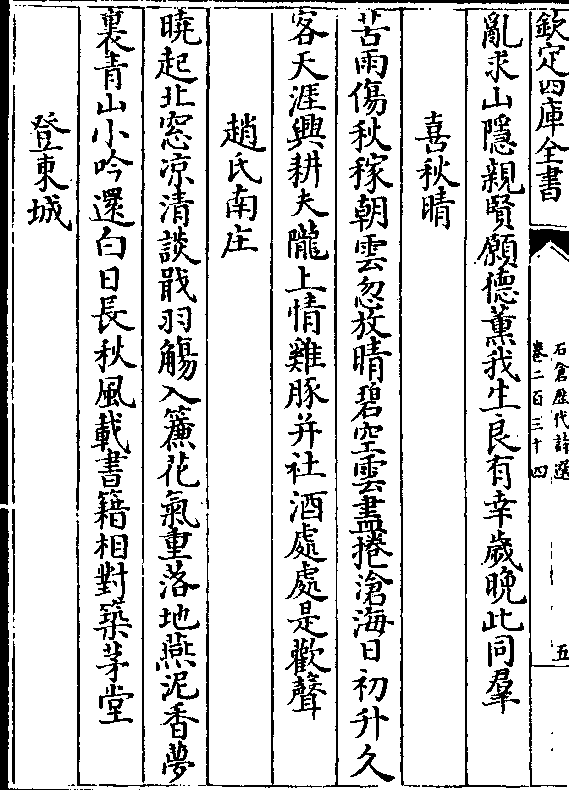 欽定四庫全書
石倉歷代詩選
卷二百三十四
五
亂求山隱親賢願德薫我生良有幸歲晚此同羣
喜秋晴
苦雨傷秋稼朝雲忽放晴碧空雲盡捲滄海日初升久
客天涯興耕夫隴上情雞豚并社酒處處是歡聲
趙氏南庄
曉起北窓凉清談戢羽觴入簾花氣重落地燕泥香夢
裏青山小吟還白日長秋風載書籍相對築茅堂
登東城